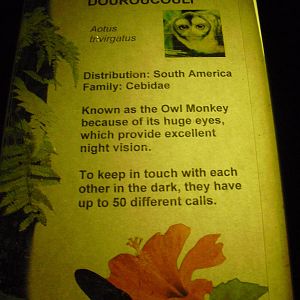 DOUROUCOULI
Aotus
trivirgatus
Distribution: South America
Family: Cebidae
Known as the Owl Monkey
because of its huge eyes,
which provide excellent
night vision.
To keep in touch with each
other in the dark, they have
up to 50 different calls.